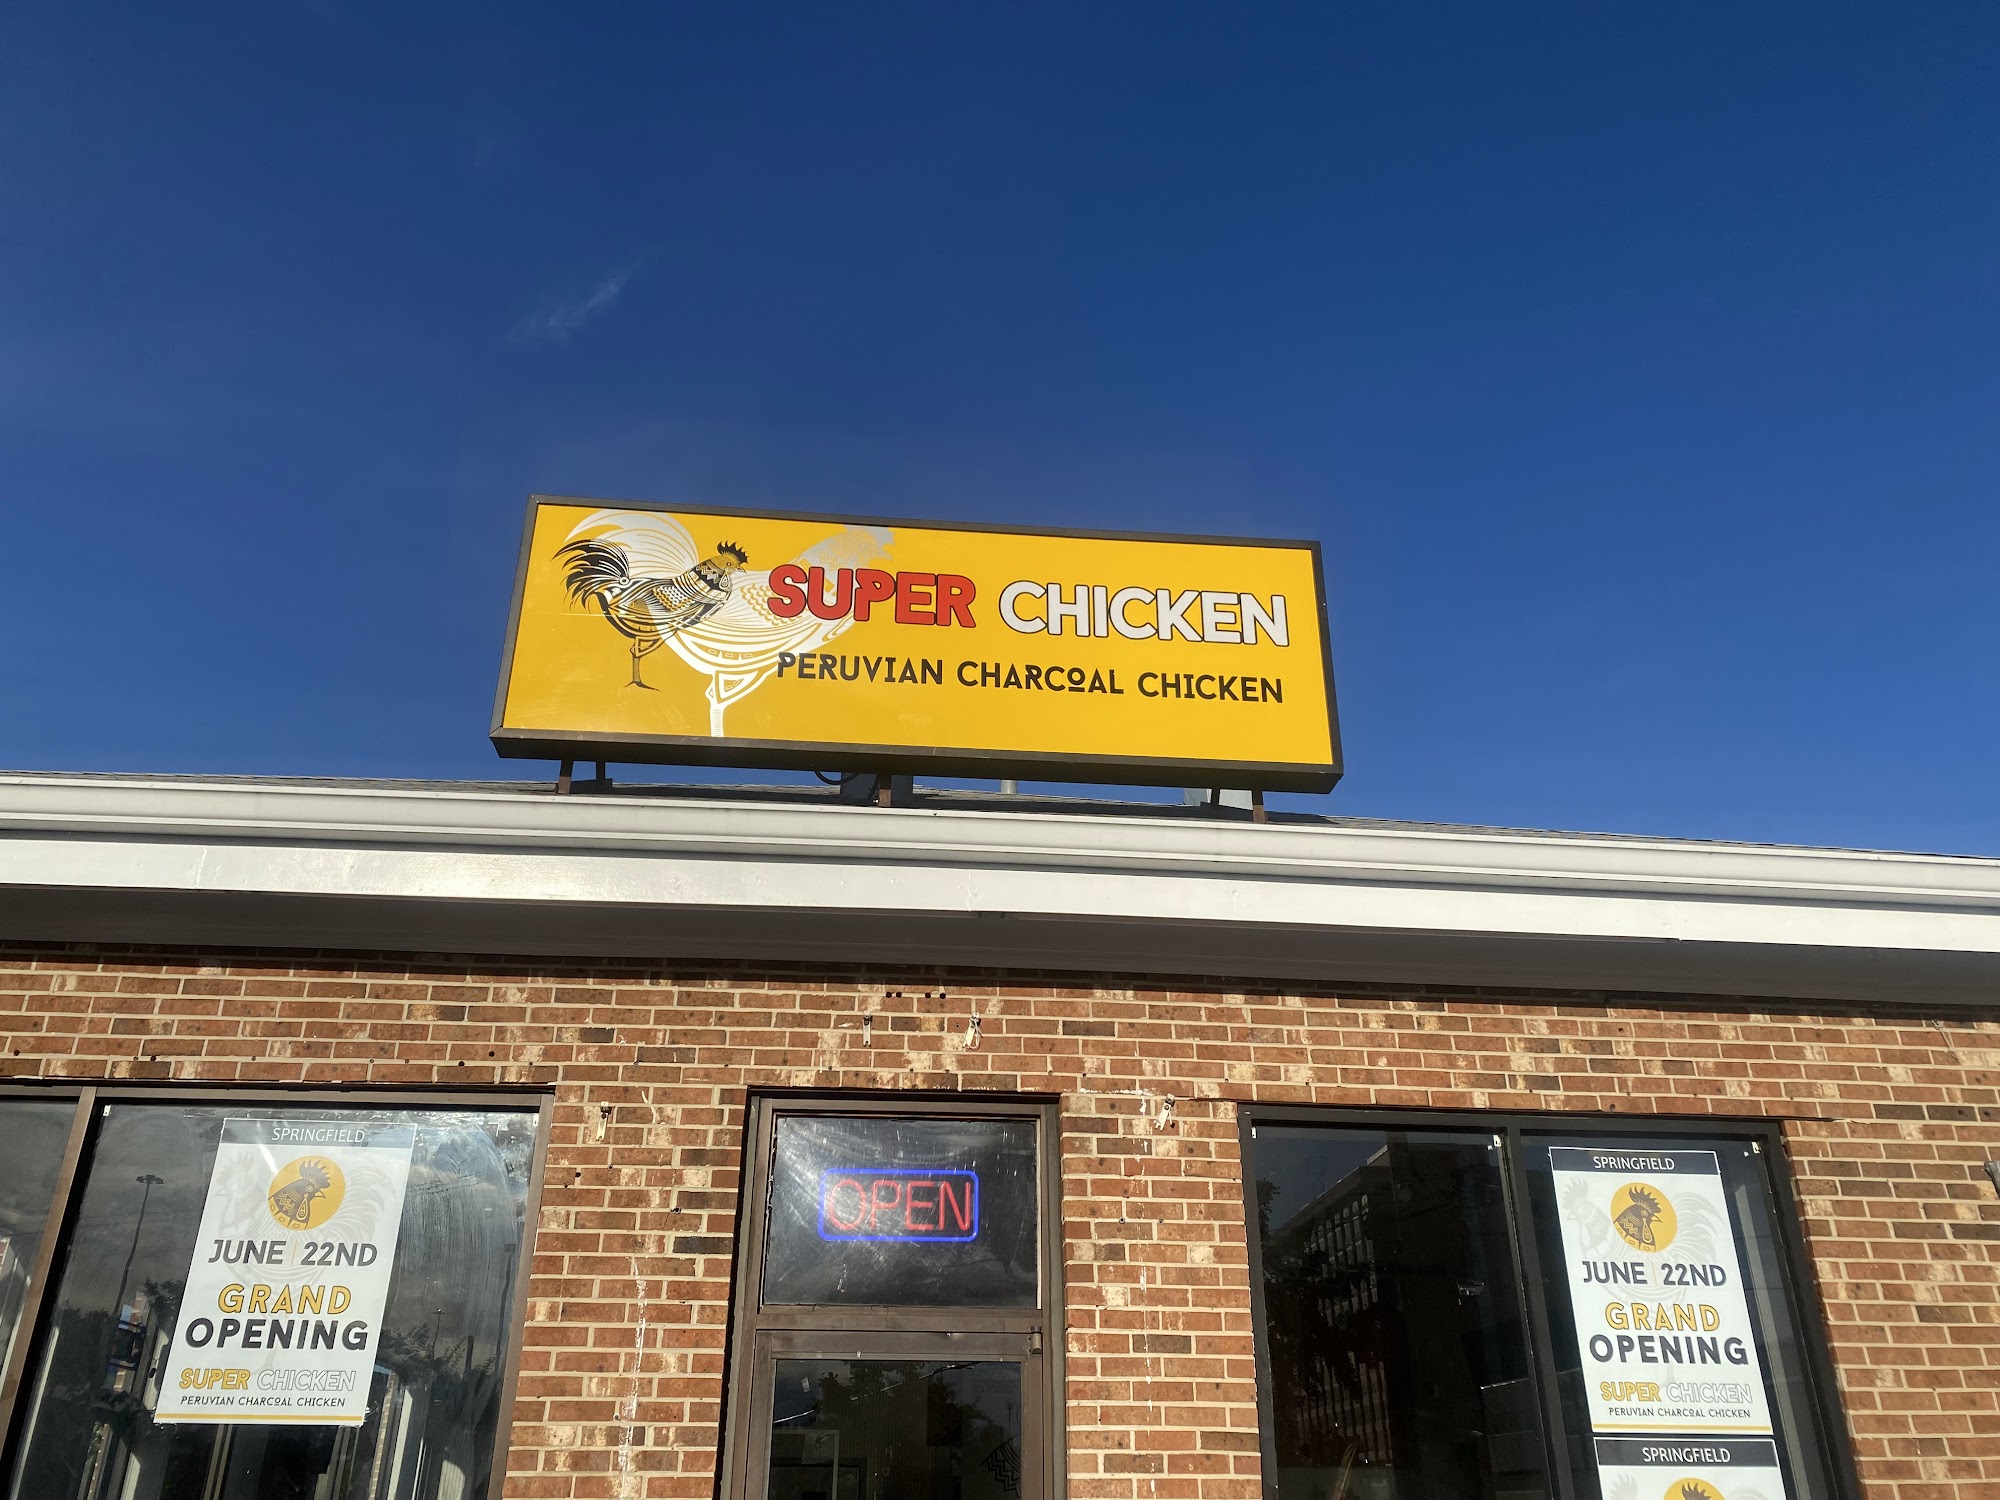 SUPER CHICKEN
PERUVIAN CHARCOAL CHICKEN
SPRINGFIELD
JUNE 22ND
GRAND
OPENING
SUPER CHICKEN
PERUVIAN CHARCOAL CHICKEN
OPEN
SPRINGFIELD
JUNE 22ND
GRAND
OPENING
SUPER CHICKEN
PERUVIAN CHARCOAL CHICKEN
SPRINGFIELD